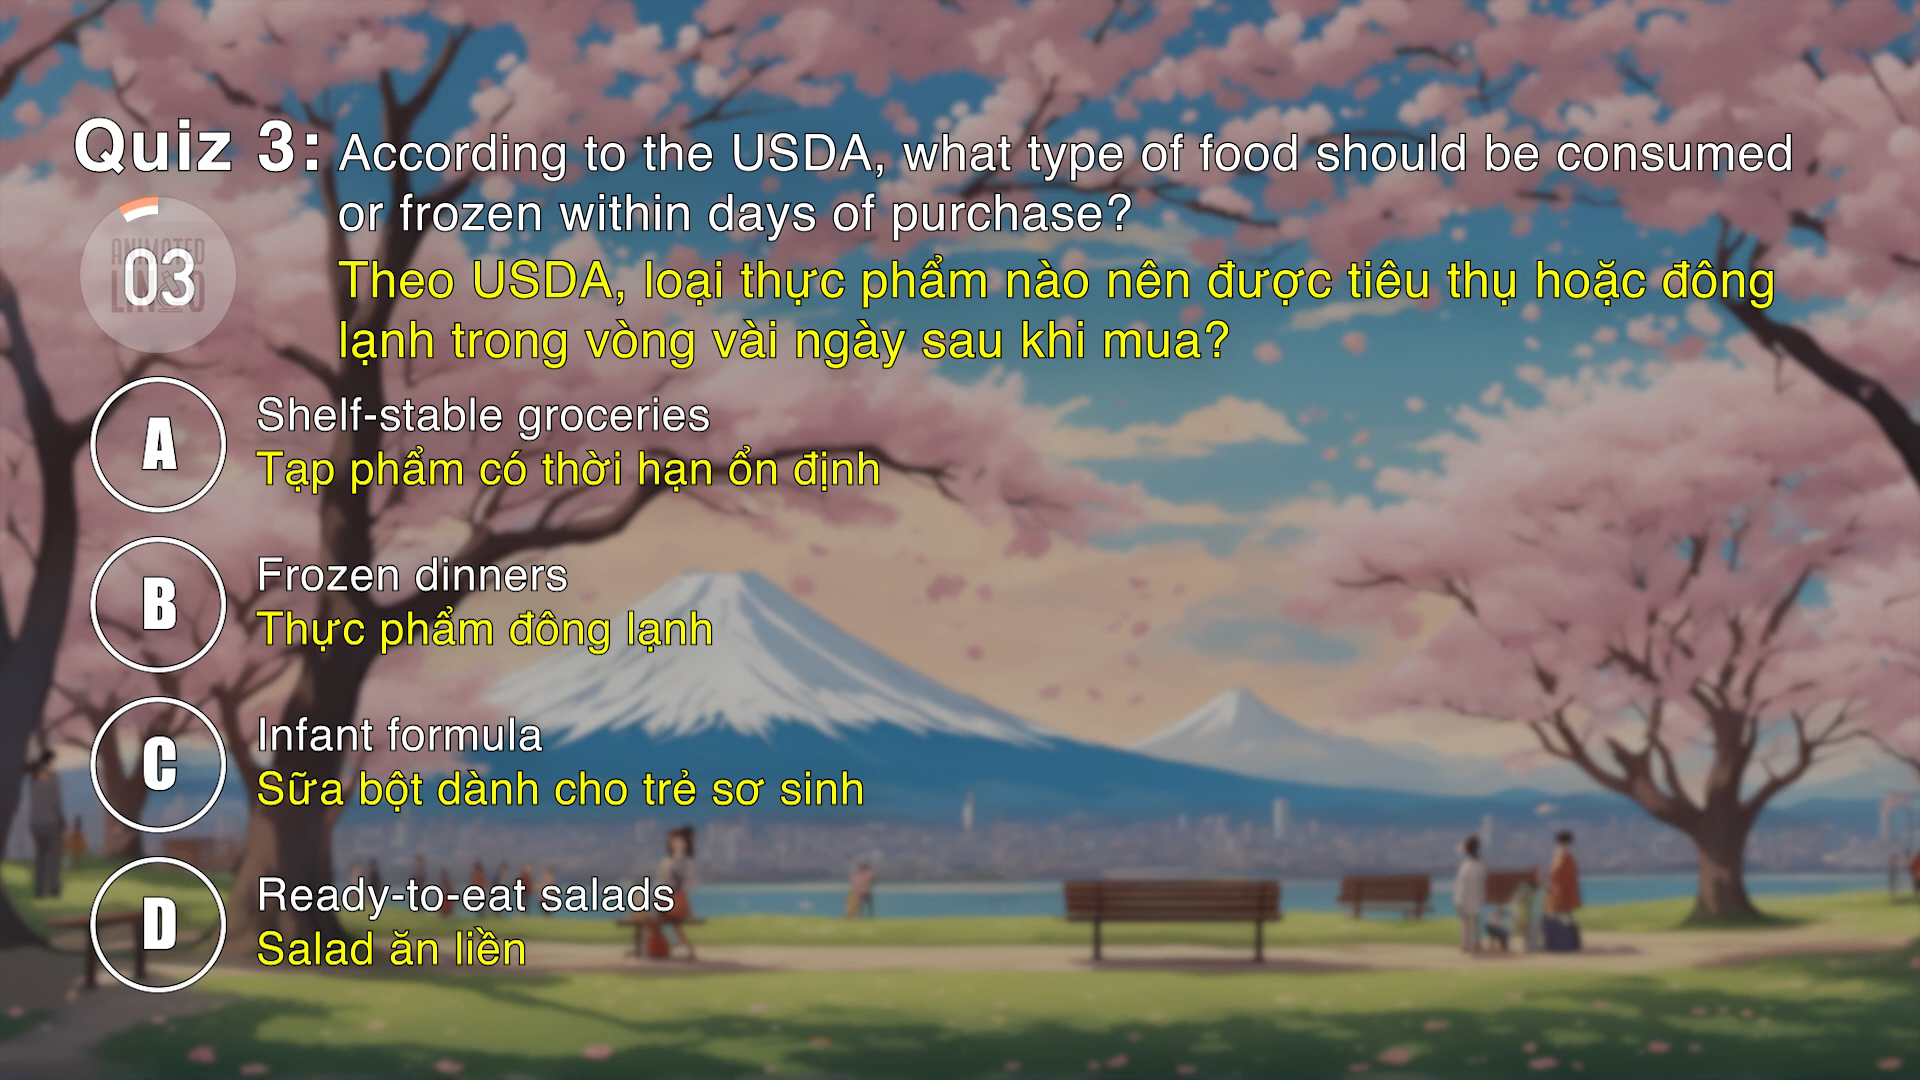 Quiz 3: According to the USDA, what type of food should be consumed
or frozen within days of purchase?
Theo USDA, loại thực phẩm nào nên được tiêu thụ hoặc đông
lạnh trong vòng vài ngày sau khi mua?
03
A
Shelf-stable groceries
Tạp phẩm có thời hạn ổn định
B
Frozen dinners
Thực phẩm đông lạnh
C
Infant formula
Sữa bột dành cho trẻ sơ sinh
D
Ready-to-eat salads
Salad ăn liền